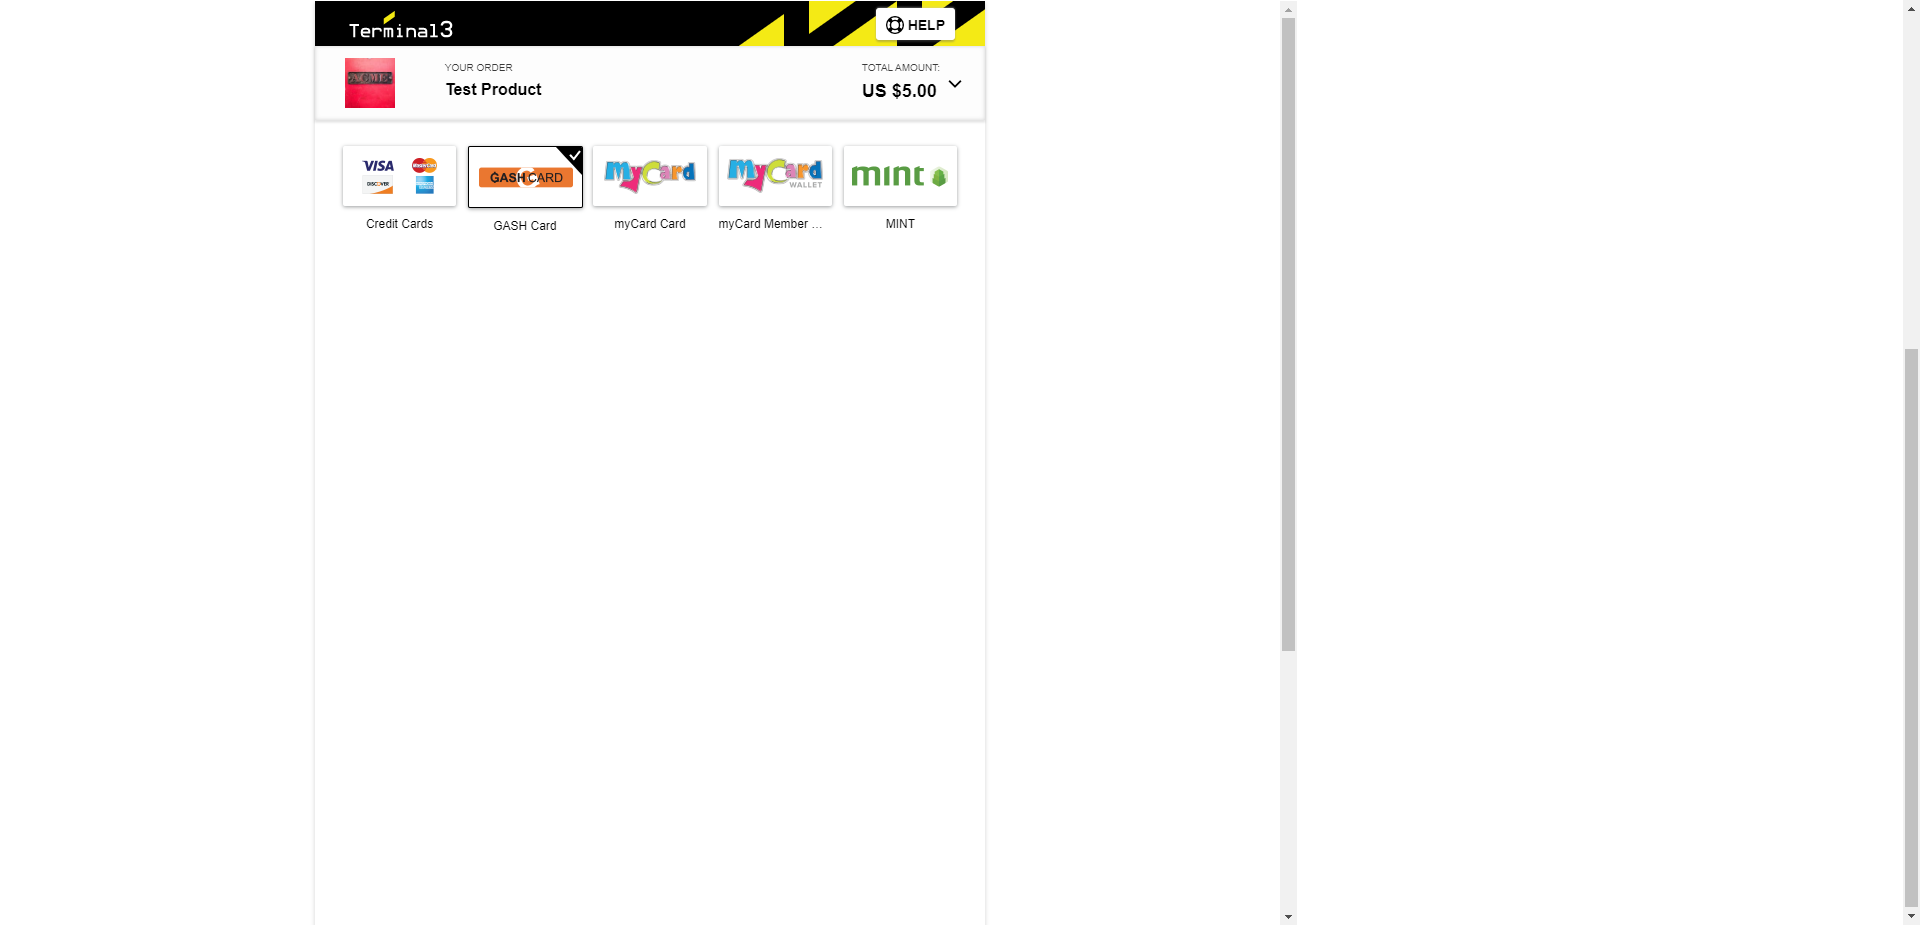 Terminal3
HELP
YOUR ORDER
Test Product
TOTAL AMOUNT:
US $5.00
ACME
VISA
MasterCard
DISCOVER
GASH CARD
MyCard
MyCard
WALLET
mint
Credit Cards
GASH Card
myCard Card
myCard Member ...
MINT